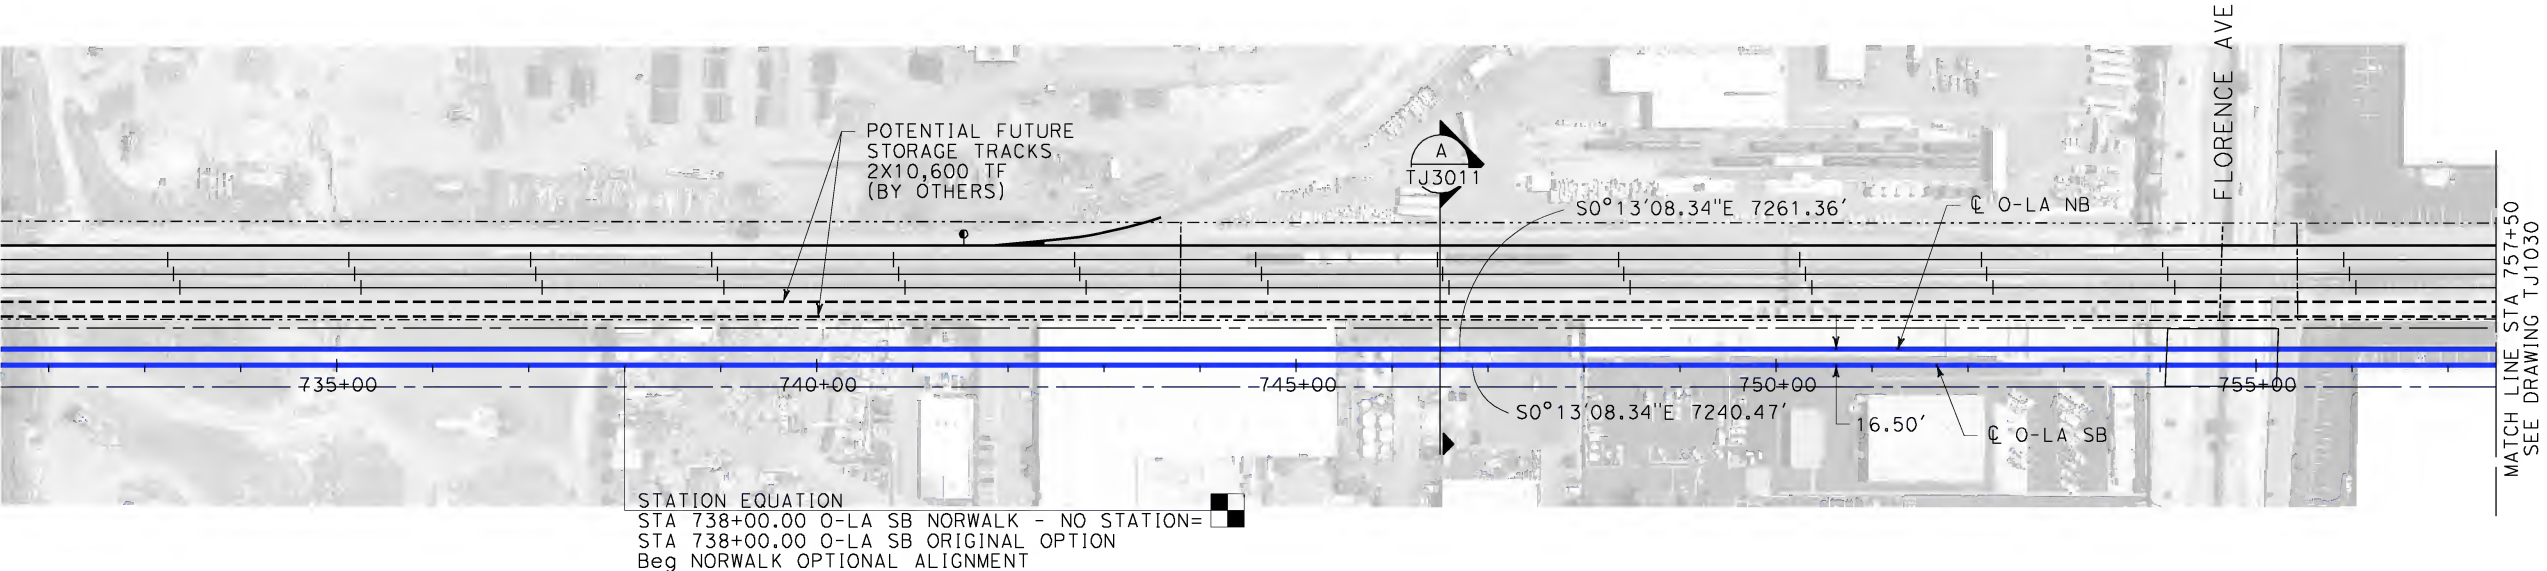 FLORENCE AVE
POTENTIAL FUTURE
STORAGE TRACKS
2X10,600 TF
(BY OTHERS)
A
TJ3011
S0°13'08.34"E 7261.36'
℄ O-LA NB
MATCH LINE STA 757+50
SEE DRAWING TJ1030
735+00
740+00
745+00
750+00
755+00
S0°13'08.34"E 7240.47'
16.50'
℄ O-LA SB
STATION EQUATION
STA 738+00.00 O-LA SB NORWALK - NO STATION=
STA 738+00.00 O-LA SB ORIGINAL OPTION
Beg NORWALK OPTIONAL ALIGNMENT